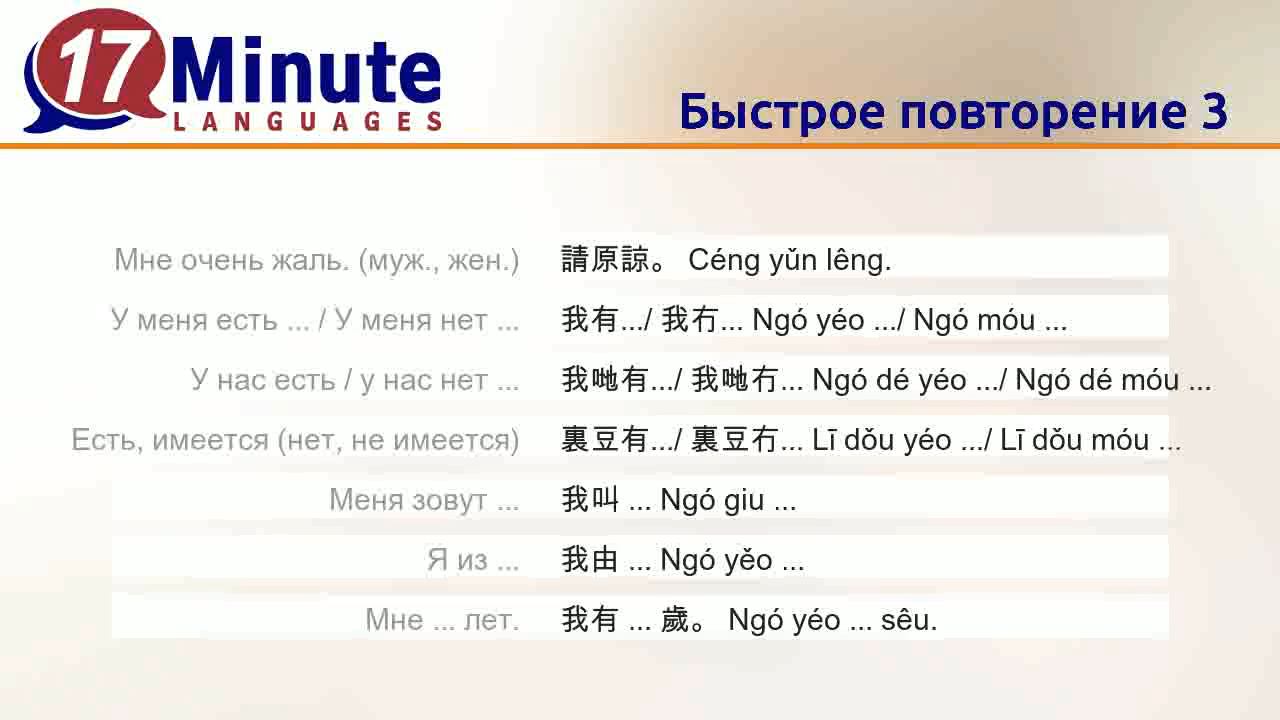 17 Minute
LANGUAGES
Быстрое повторение 3
Мне очень жаль. (муж., жен.) 請原諒。 Céng yǔn lêng.
У меня есть ... / У меня нет ... 我有.../ 我冇... Ngó yéo .../ Ngó móu ...
У нас есть / у нас нет ... 我哋有.../ 我哋冇... Ngó dé yéo .../ Ngó dé móu ...
Есть, имеется (нет, не имеется) 裏豆有.../ 裏豆冇... Lī dǒu yéo .../ Lī dǒu móu ...
Меня зовут ... 我叫 ... Ngó giu ...
Я из ... 我由 ... Ngó yěo ...
Мне ... лет. 我有 ... 歲。 Ngó yéo ... sêu.